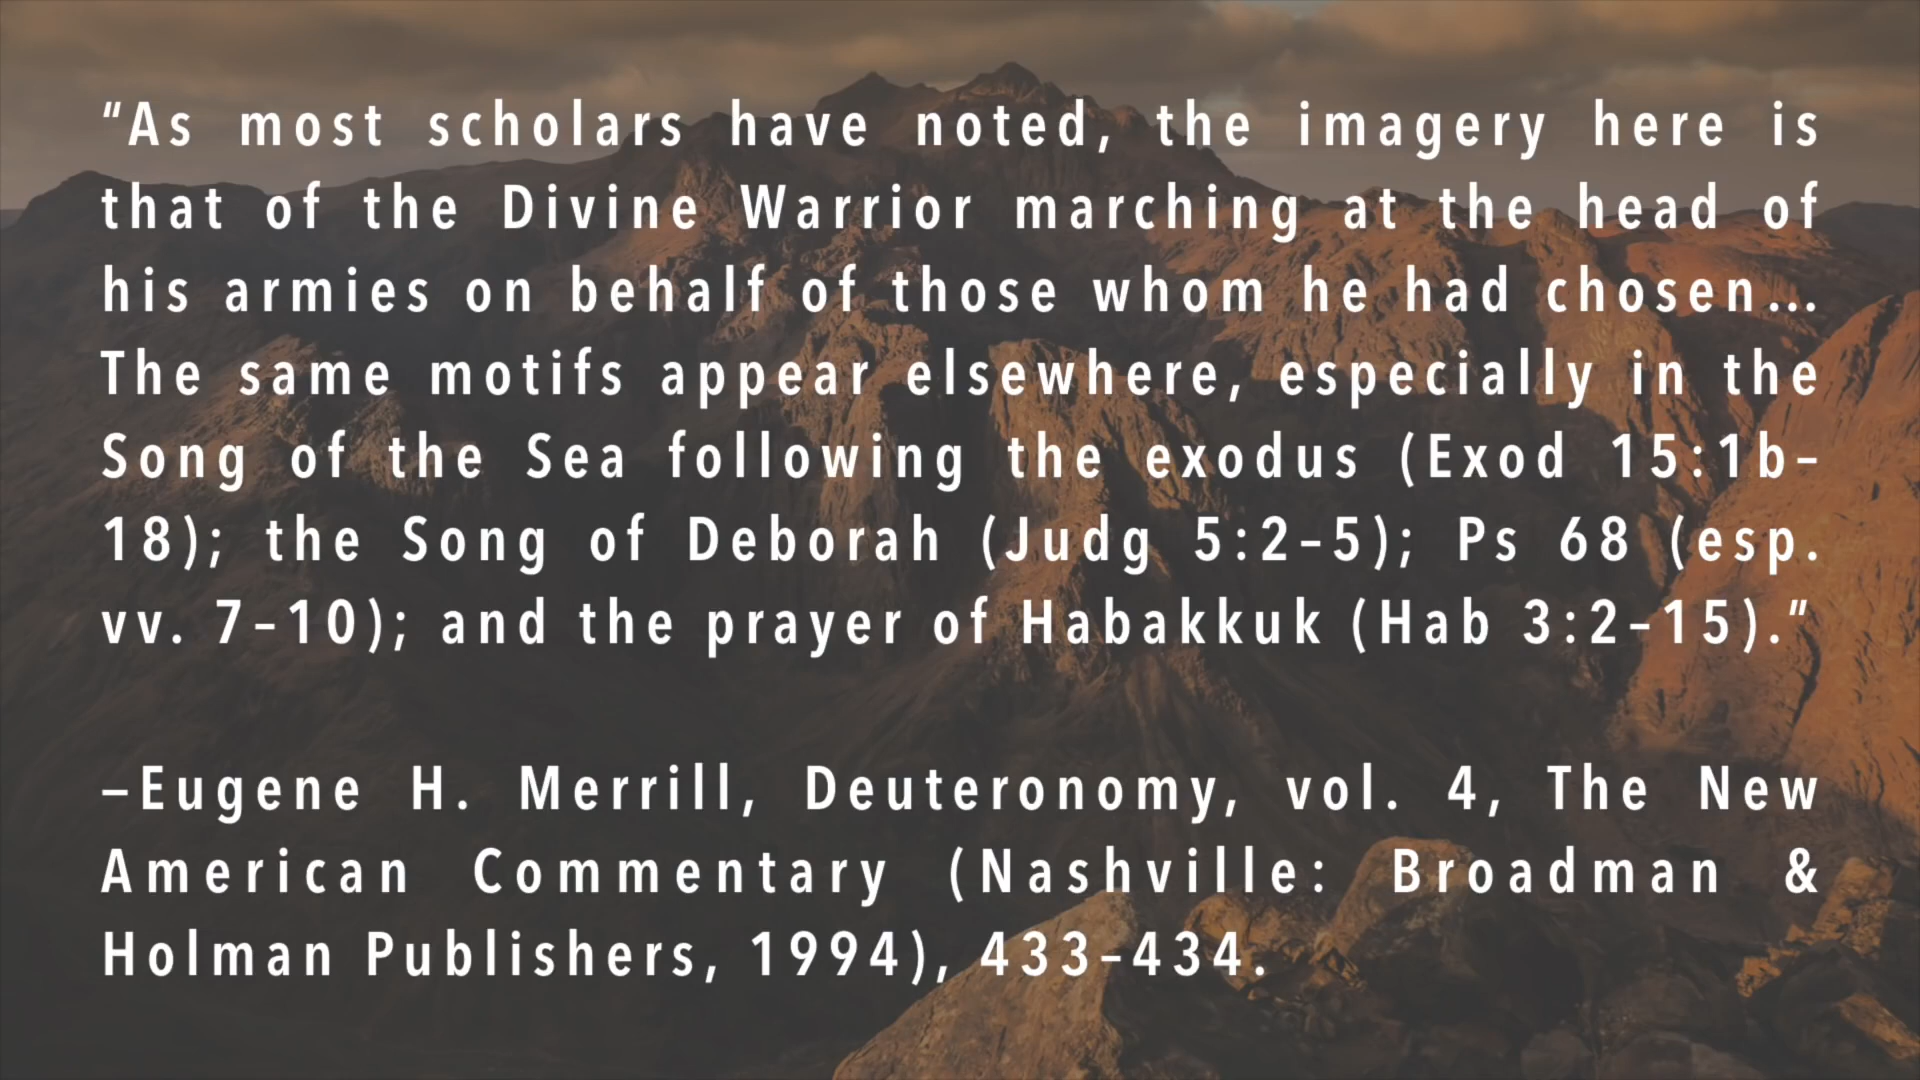 “As most scholars have noted, the imagery here is
that of the Divine Warrior marching at the head of
his armies on behalf of those whom he had chosen…
The same motifs appear elsewhere, especially in the
Song of the Sea following the exodus (Exod 15:1b–
18); the Song of Deborah (Judg 5:2–5); Ps 68 (esp.
vv. 7–10); and the prayer of Habakkuk (Hab 3:2–15).”
–Eugene H. Merrill, Deuteronomy, vol. 4, The New
American Commentary (Nashville: Broadman &
Holman Publishers, 1994), 433–434.